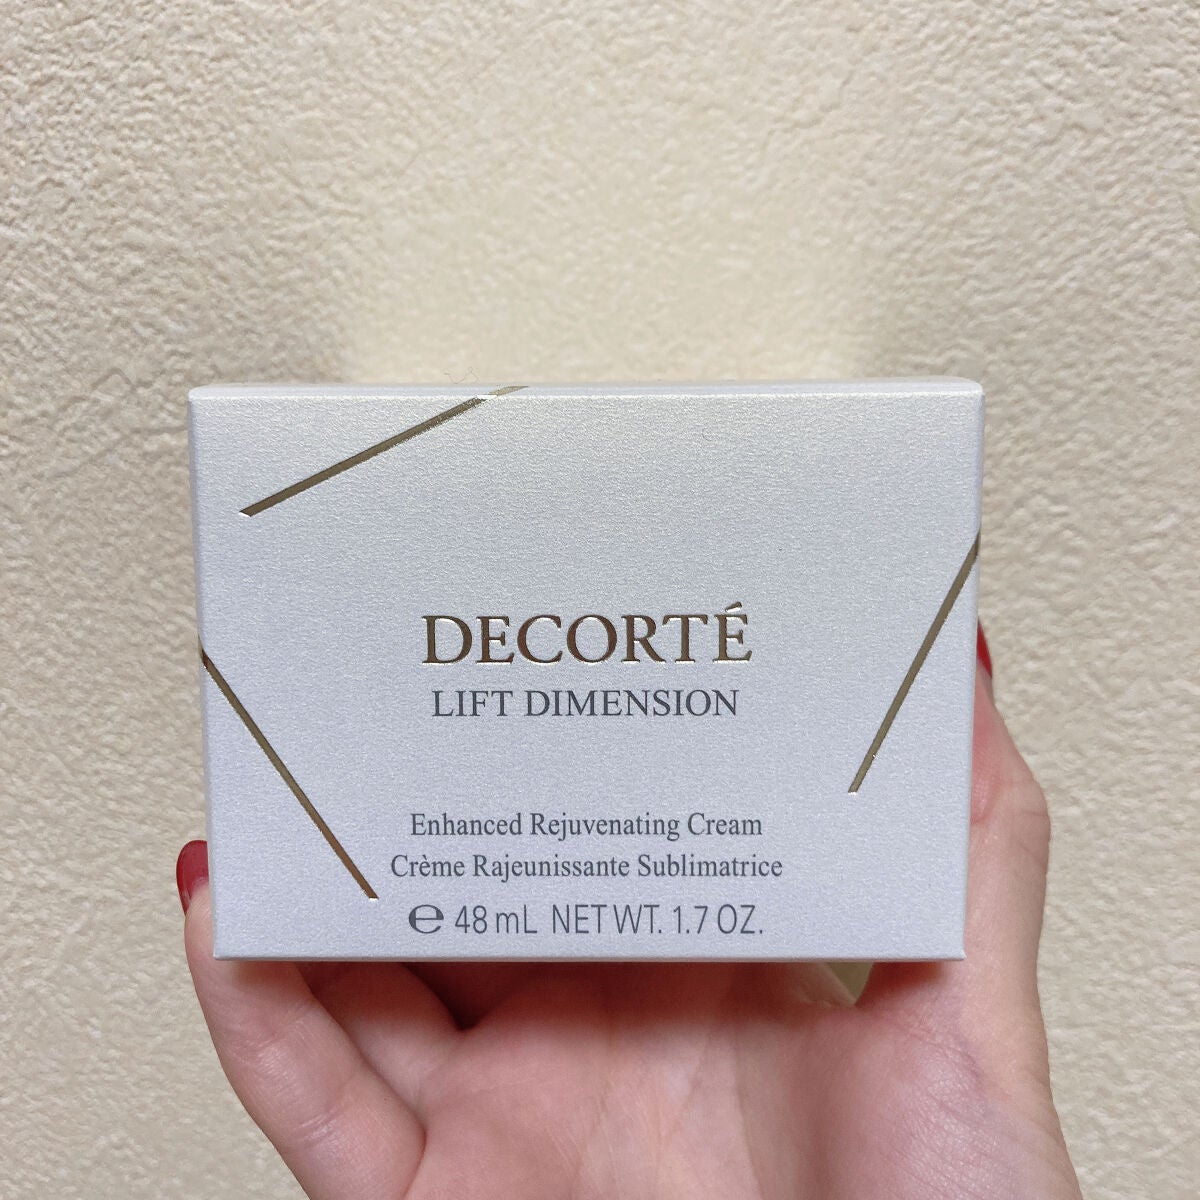 DECORTÉ
LIFT DIMENSION
Enhanced Rejuvenating Cream
Crème Rajeunissante Sublimatrice
℮ 48 mL NET WT. 1.7 OZ.